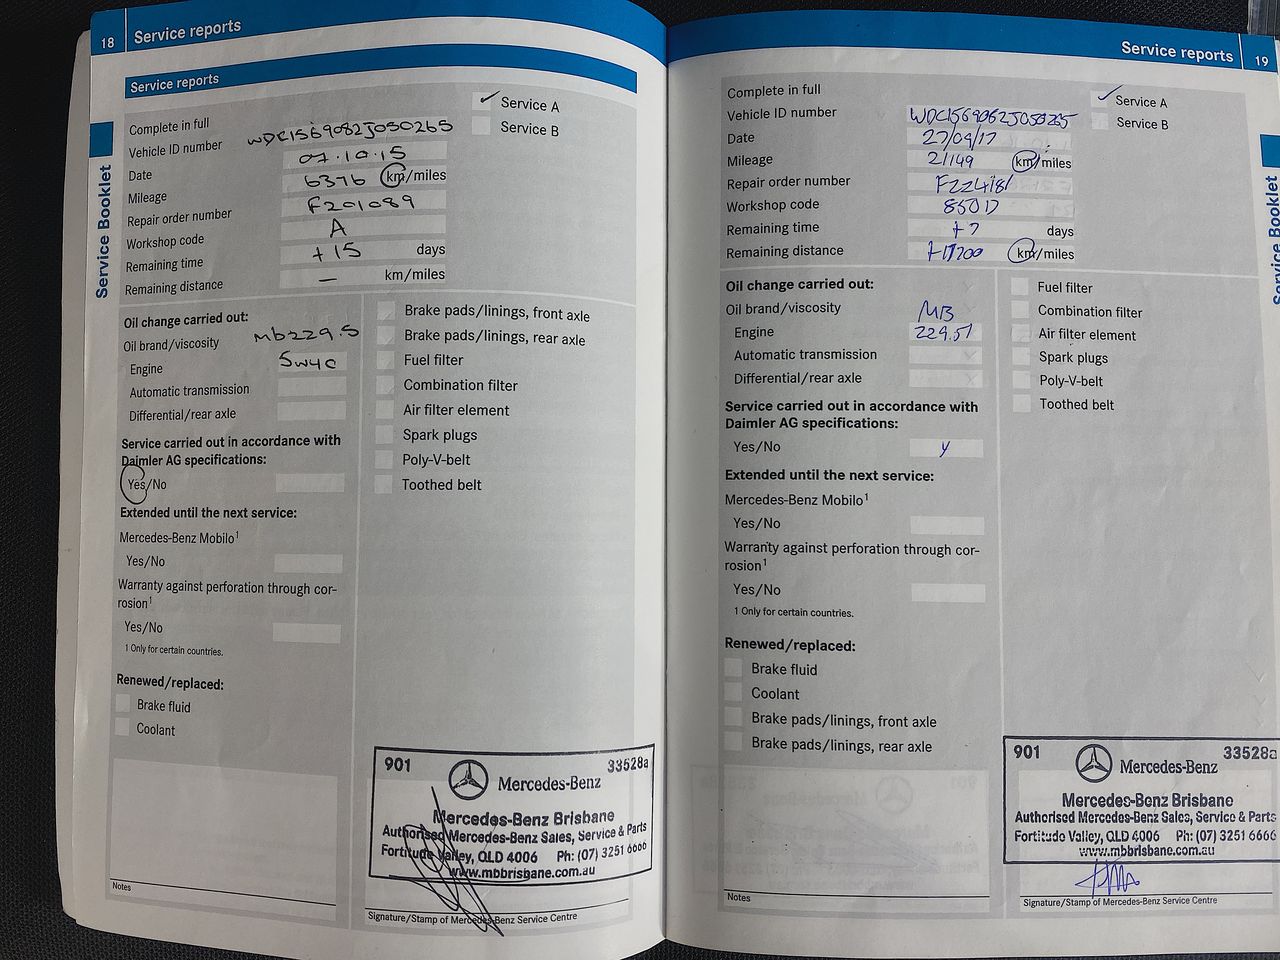 18 Service reports
Service reports
Service A
Service B
Complete in full
Vehicle ID number WDC1569082J050265
Date 07.10.15
Mileage 6376 km/miles
Repair order number F201089
Workshop code A
Remaining time +15 days
Remaining distance — km/miles
Oil change carried out:
Oil brand/viscosity Mb229.5
Engine 5w40
Automatic transmission
Differential/rear axle
Service carried out in accordance with
Daimler AG specifications:
Yes/No
Extended until the next service:
Mercedes-Benz Mobilo1
Yes/No
Warranty against perforation through cor-
rosion1
Yes/No
1 Only for certain countries.
Renewed/replaced:
Brake fluid
Coolant
Notes
Brake pads/linings, front axle
Brake pads/linings, rear axle
Fuel filter
Combination filter
Air filter element
Spark plugs
Poly-V-belt
Toothed belt
901 33528a
Mercedes-Benz
Mercedes-Benz Brisbane
Authorised Mercedes-Benz Sales, Service & Parts
Fortitude Valley, QLD 4006 Ph: (07) 3251 6666
www.mbbrisbane.com.au
Signature/Stamp of Mercedes-Benz Service Centre
Service Booklet
Service reports 19
Complete in full
Service A
Service B
Vehicle ID number
Date 27/09/17
Mileage 21149 km/miles
Repair order number F224181
Workshop code 850D
Remaining time +7 days
Remaining distance +17200 km/miles
Oil change carried out:
Oil brand/viscosity MB
Engine 229.51
Automatic transmission
Differential/rear axle
Service carried out in accordance with
Daimler AG specifications:
Yes/No y
Extended until the next service:
Mercedes-Benz Mobilo1
Yes/No
Warranty against perforation through cor-
rosion1
Yes/No
1 Only for certain countries.
Renewed/replaced:
Brake fluid
Coolant
Brake pads/linings, front axle
Brake pads/linings, rear axle
Notes
Fuel filter
Combination filter
Air filter element
Spark plugs
Poly-V-belt
Toothed belt
901 33528a
Mercedes-Benz
Mercedes-Benz Brisbane
Authorised Mercedes-Benz Sales, Service & Parts
Fortitude Valley, QLD 4006 Ph: (07) 3251 6666
www.mbbrisbane.com.au
Signature/Stamp of Mercedes-Benz Service Centre
Service Booklet